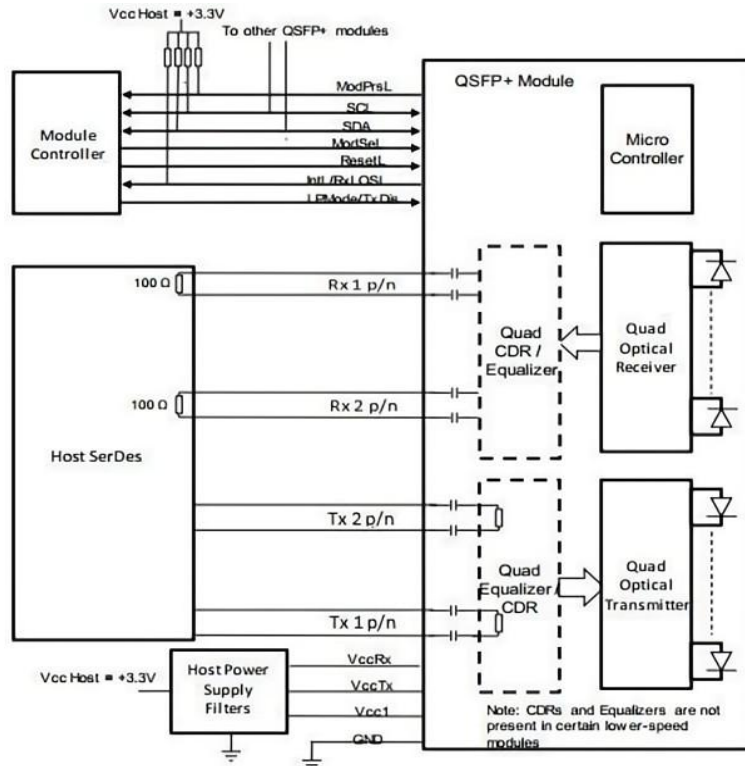 Vcc Host = +3.3V
To other QSFP+ modules
ModPrsL
SCL
SDA
ModSeL
ResetL
IntL/RxLOSL
LPMode/TxDis
Module
Controller
QSFP+ Module
Micro
Controller
100 Ω
Rx 1 p/n
100 Ω
Rx 2 p/n
Quad
CDR /
Equalizer
Quad
Optical
Receiver
Host SerDes
Tx 2 p/n
Tx 1 p/n
Quad
Equalizer /
CDR
Quad
Optical
Transmitter
Vcc Host = +3.3V
Host Power
Supply
Filters
VccRx
VccTx
Vcc1
GND
Note: CDRs and Equalizers are not
present in certain lower-speed
modules